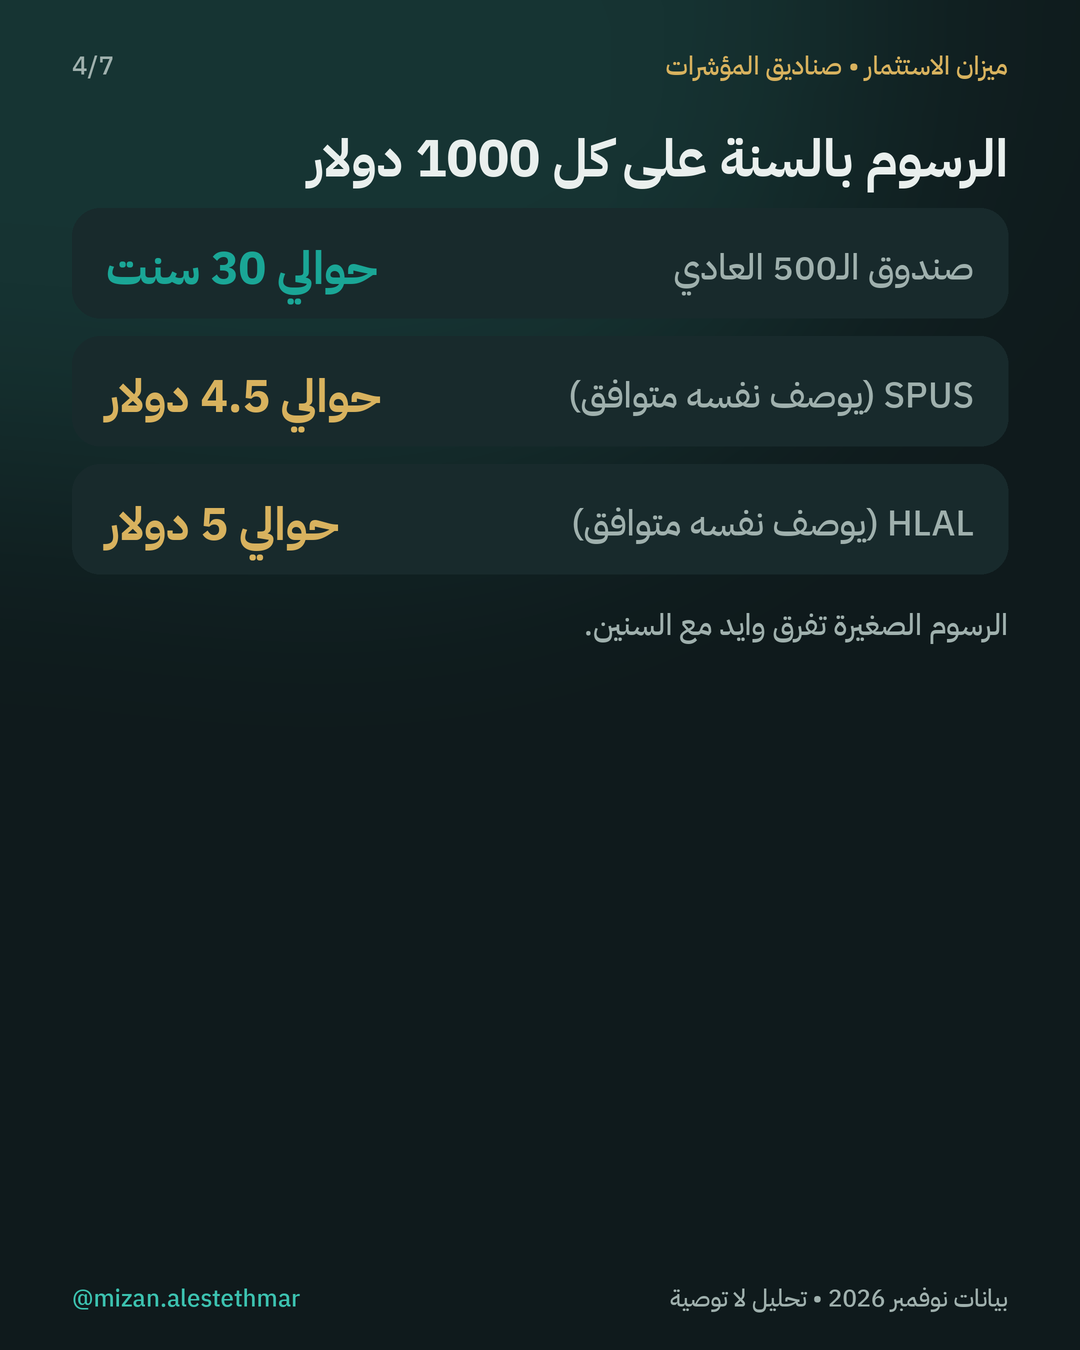 ميزان الاستثمار • صناديق المؤشرات
4/7
الرسوم بالسنة على كل 1000 دولار
صندوق الـ500 العادي
حوالي 30 سنت
SPUS (يوصف نفسه متوافق)
حوالي 4.5 دولار
HLAL (يوصف نفسه متوافق)
حوالي 5 دولار
الرسوم الصغيرة تفرق وايد مع السنين.
بيانات نوفمبر 2026 • تحليل لا توصية
@mizan.alestethmar